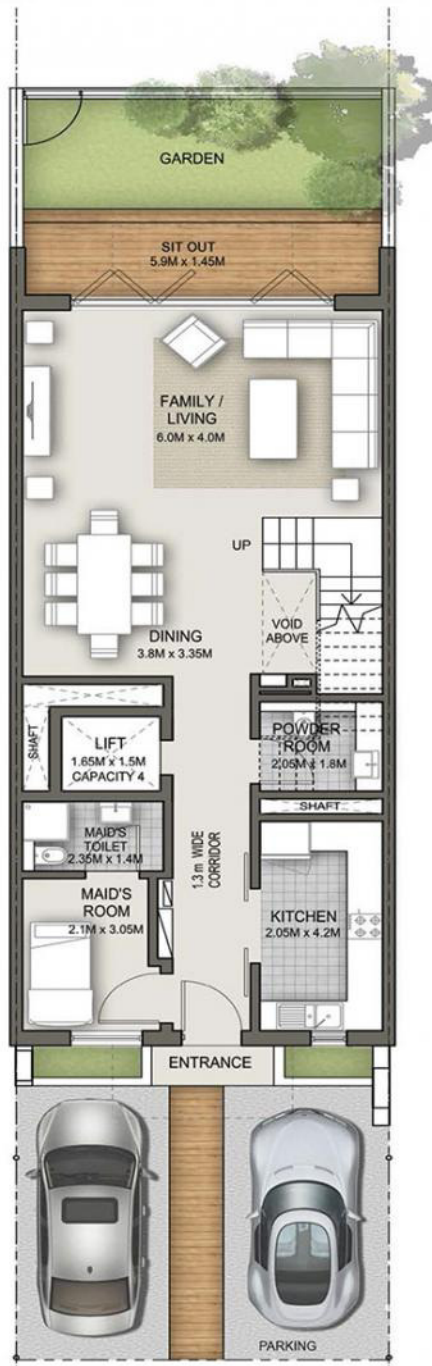 GARDEN
SIT OUT
5.9M x 1.45M
FAMILY /
LIVING
6.0M x 4.0M
UP
VOID
ABOVE
DINING
3.8M x 3.35M
SHAFT
LIFT
1.65M x 1.5M
CAPACITY 4
POWDER
ROOM
2.05M x 1.8M
SHAFT
MAID'S
TOILET
2.35M x 1.4M
1.3 m WIDE
CORRIDOR
MAID'S
ROOM
2.1M x 3.05M
KITCHEN
2.05M x 4.2M
ENTRANCE
PARKING